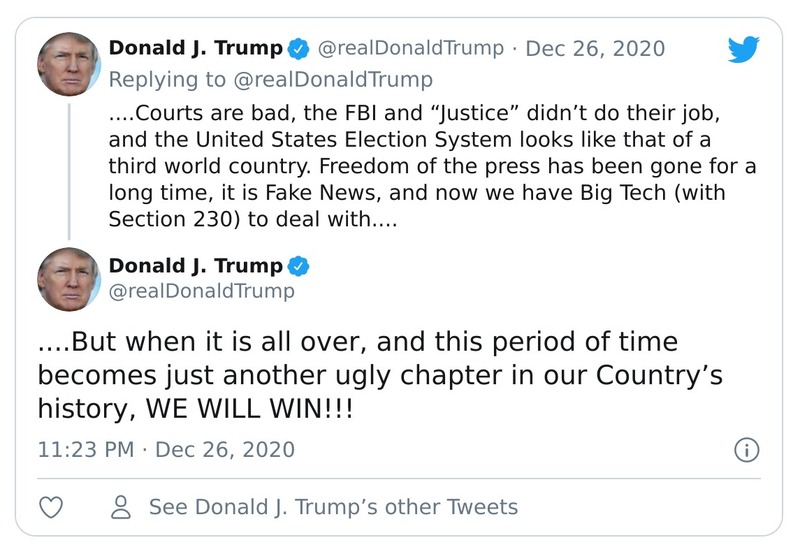 Donald J. Trump @realDonaldTrump · Dec 26, 2020
Replying to @realDonaldTrump
....Courts are bad, the FBI and “Justice” didn’t do their job,
and the United States Election System looks like that of a
third world country. Freedom of the press has been gone for a
long time, it is Fake News, and now we have Big Tech (with
Section 230) to deal with....
Donald J. Trump
@realDonaldTrump
....But when it is all over, and this period of time
becomes just another ugly chapter in our Country’s
history, WE WILL WIN!!!
11:23 PM · Dec 26, 2020
See Donald J. Trump’s other Tweets